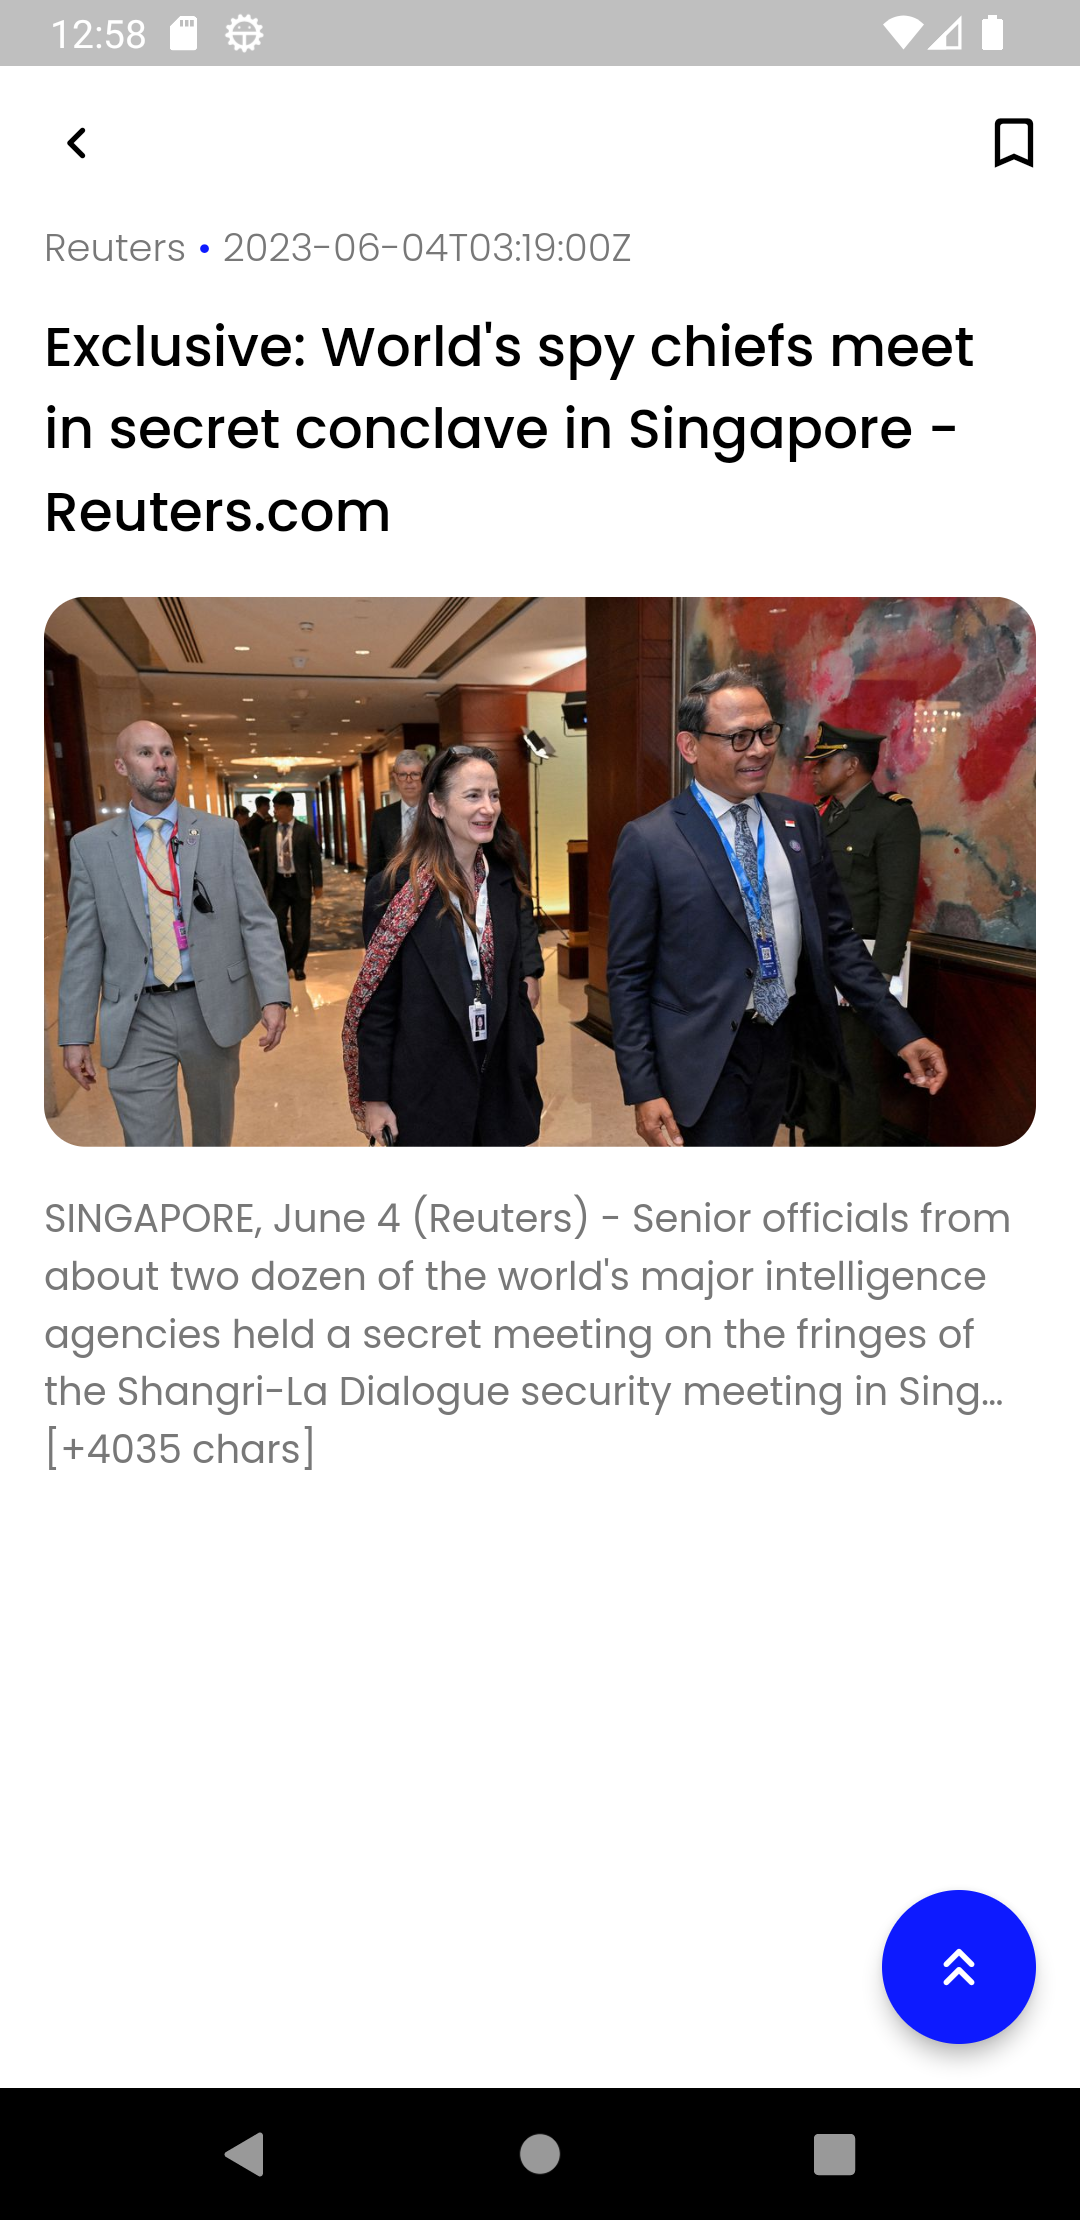 12:58
Reuters • 2023-06-04T03:19:00Z
Exclusive: World's spy chiefs meet
in secret conclave in Singapore -
Reuters.com
SINGAPORE, June 4 (Reuters) - Senior officials from
about two dozen of the world's major intelligence
agencies held a secret meeting on the fringes of
the Shangri-La Dialogue security meeting in Sing…
[+4035 chars]